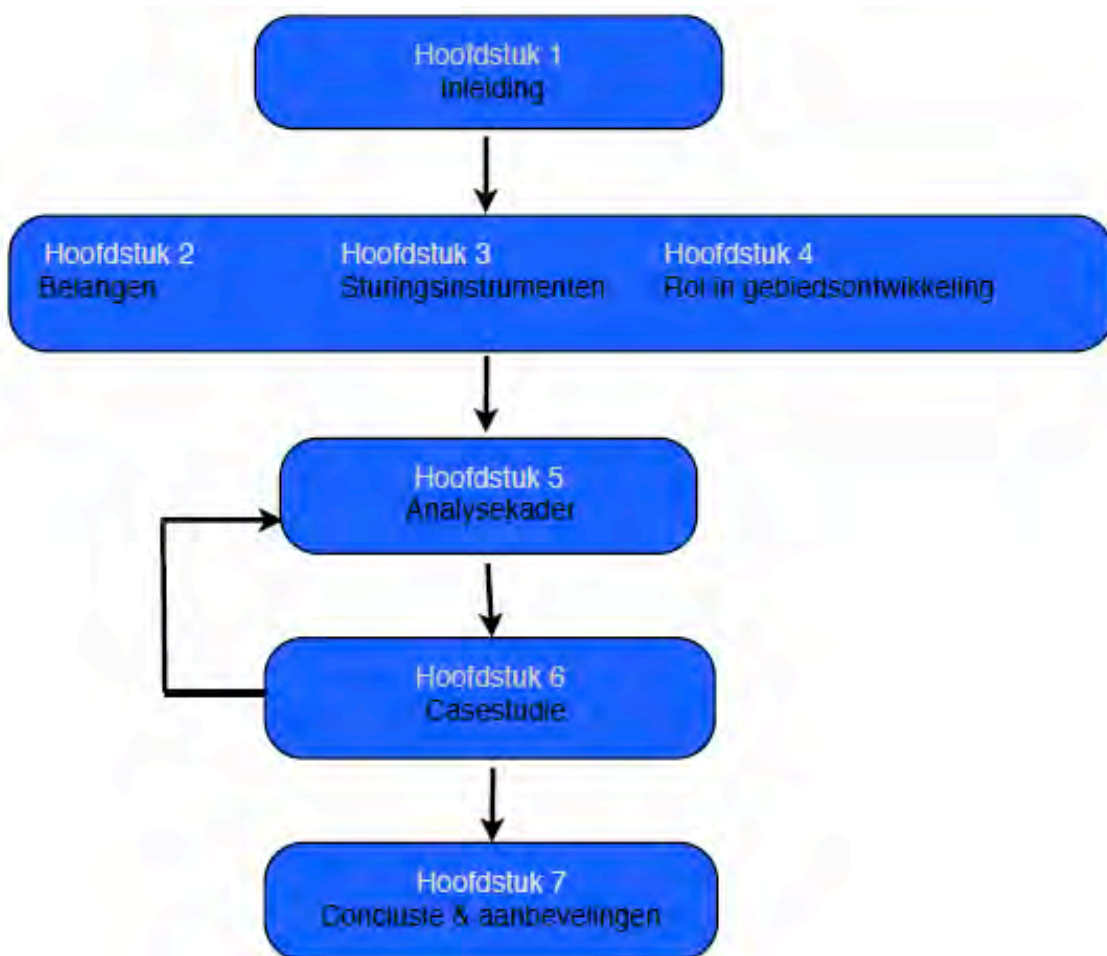 Hoofdstuk 1
Inleiding
Hoofdstuk 2
Belangen
Hoofdstuk 3
Sturingsinstrumenten
Hoofdstuk 4
Rol in gebiedsontwikkeling
Hoofdstuk 5
Analysekader
Hoofdstuk 6
Casestudie
Hoofdstuk 7
Conclusie & aanbevelingen